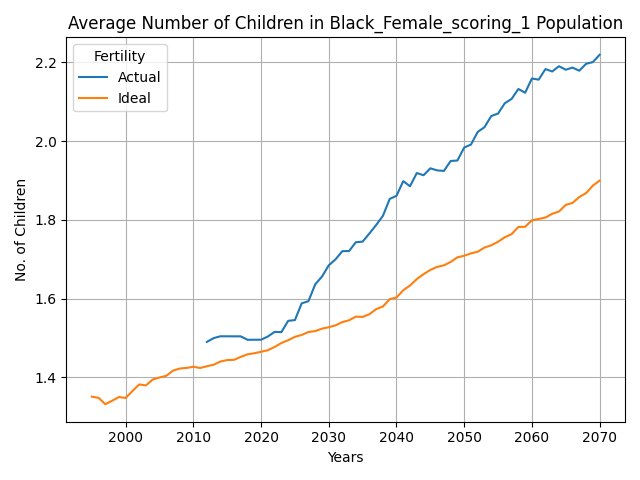 Average Number of Children in Black_Female_scoring_1 Population
Fertility
Actual
Ideal
No. of Children
2.2
2.0
1.8
1.6
1.4
2000 2010 2020 2030 2040 2050 2060 2070
Years